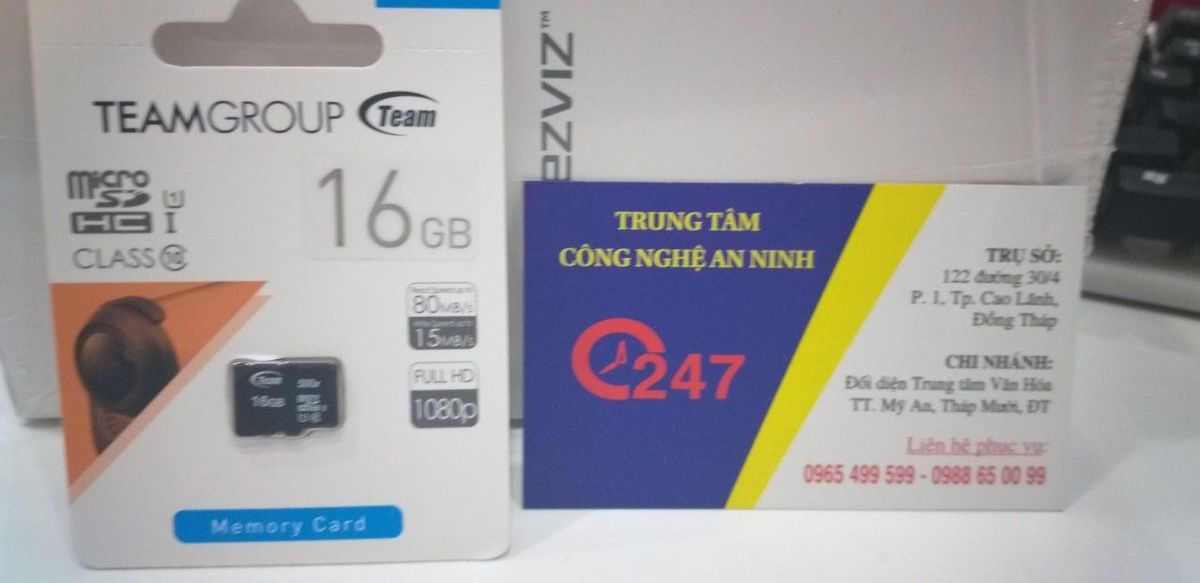 TEAMGROUP Team
micro
SD
HC I
CLASS 10
16GB
80MB/s
15MB/s
FULL HD
1080p
Team
16GB
Memory Card
ezviz™
TRUNG TÂM
CÔNG NGHỆ AN NINH
247
TRỤ SỞ:
122 đường 30/4
P. 1, Tp. Cao Lãnh,
Đồng Tháp
CHI NHÁNH:
Đối diện Trung tâm Văn Hóa
TT. Mỹ An, Tháp Mười, ĐT
Liên hệ phục vụ:
0965 499 599 - 0988 65 00 99